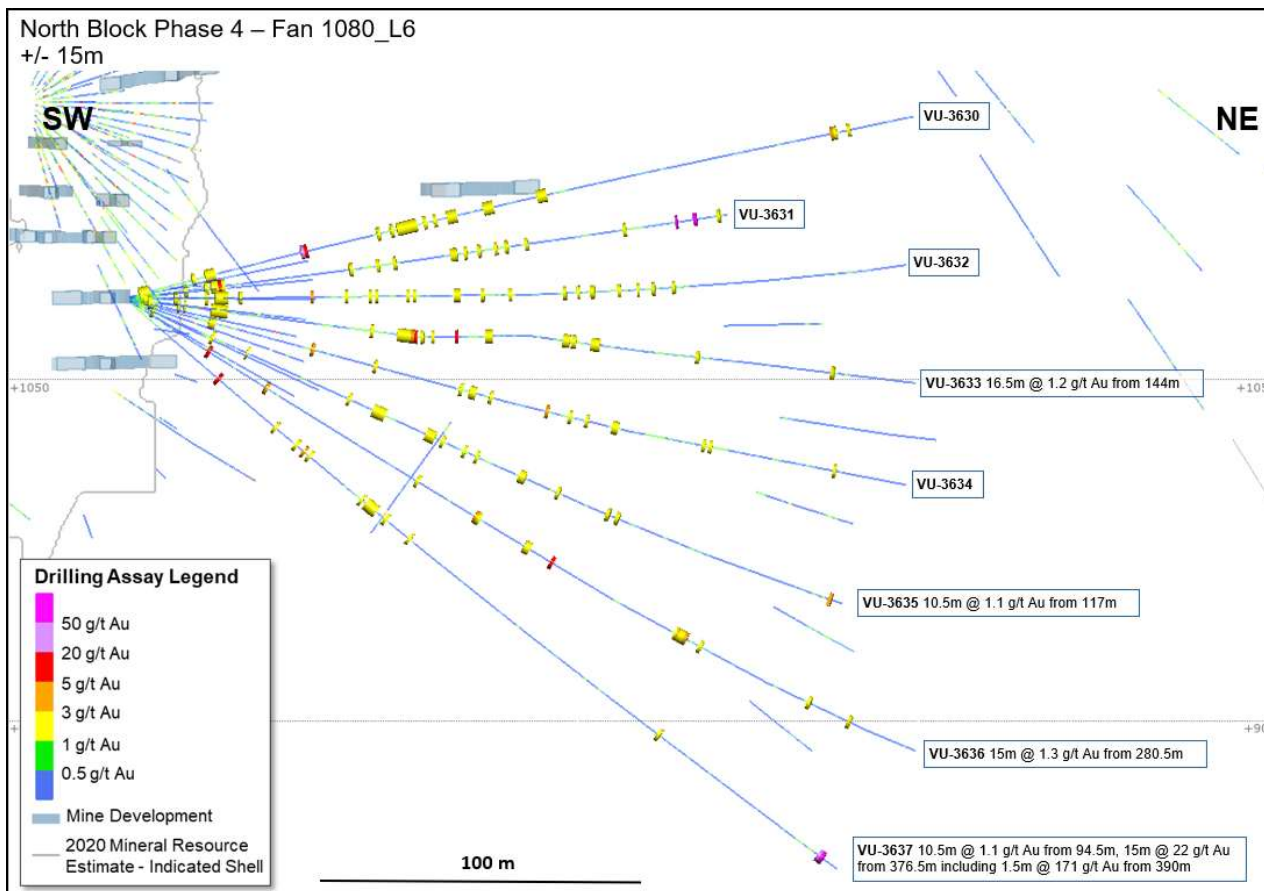 North Block Phase 4 – Fan 1080_L6
+/- 15m
SW
NE
VU-3630
VU-3631
VU-3632
+1050
+105
VU-3633 16.5m @ 1.2 g/t Au from 144m
VU-3634
VU-3635 10.5m @ 1.1 g/t Au from 117m
+90
VU-3636 15m @ 1.3 g/t Au from 280.5m
VU-3637 10.5m @ 1.1 g/t Au from 94.5m, 15m @ 22 g/t Au
from 376.5m including 1.5m @ 171 g/t Au from 390m
Drilling Assay Legend
50 g/t Au
20 g/t Au
5 g/t Au
3 g/t Au
1 g/t Au
0.5 g/t Au
Mine Development
2020 Mineral Resource
Estimate - Indicated Shell
100 m